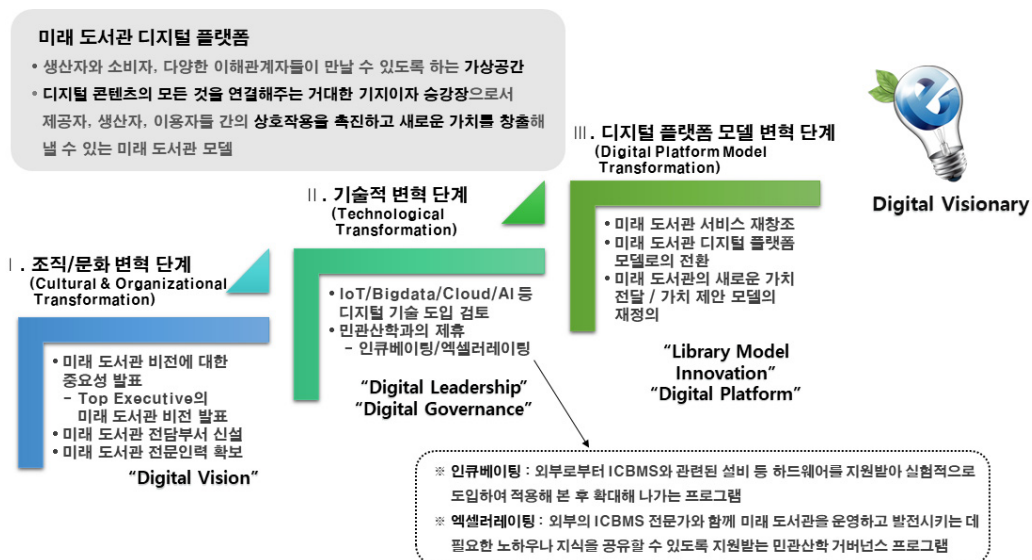 미래 도서관 디지털 플랫폼
• 생산자와 소비자, 다양한 이해관계자들이 만날 수 있도록 하는 가상공간
• 디지털 콘텐츠의 모든 것을 연결해주는 거대한 기지이자 승강장으로서
제공자, 생산자, 이용자들 간의 상호작용을 촉진하고 새로운 가치를 창출해
낼 수 있는 미래 도서관 모델
Ⅰ. 조직/문화 변혁 단계
(Cultural & Organizational
Transformation)
• 미래 도서관 비전에 대한
중요성 발표
- Top Executive의
미래 도서관 비전 발표
• 미래 도서관 전담부서 신설
• 미래 도서관 전문인력 확보
“Digital Vision”
Ⅱ. 기술적 변혁 단계
(Technological
Transformation)
• IoT/Bigdata/Cloud/AI 등
디지털 기술 도입 검토
• 민관산학과의 제휴
- 인큐베이팅/엑셀러레이팅
“Digital Leadership”
“Digital Governance”
Ⅲ. 디지털 플랫폼 모델 변혁 단계
(Digital Platform Model
Transformation)
• 미래 도서관 서비스 재창조
• 미래 도서관 디지털 플랫폼
모델로의 전환
• 미래 도서관의 새로운 가치
전달 / 가치 제안 모델의
재정의
“Library Model
Innovation”
“Digital Platform”
Digital Visionary
※ 인큐베이팅 : 외부로부터 ICBMS와 관련된 설비 등 하드웨어를 지원받아 실험적으로
도입하여 적용해 본 후 확대해 나가는 프로그램
※ 엑셀러레이팅 : 외부의 ICBMS 전문가와 함께 미래 도서관을 운영하고 발전시키는 데
필요한 노하우나 지식을 공유할 수 있도록 지원받는 민관산학 거버넌스 프로그램